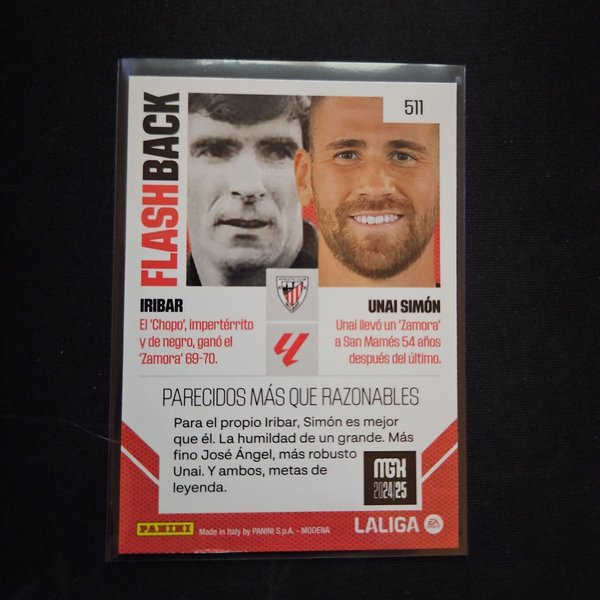 511
FLASHBACK
IRIBAR
El 'Chopo', impertérrito
y de negro, ganó el
'Zamora' 69-70.
UNAI SIMÓN
Unai llevó un 'Zamora'
a San Mamés 54 años
después del último.
PARECIDOS MÁS QUE RAZONABLES
Para el propio Iribar, Simón es mejor
que él. La humildad de un grande. Más
fino José Ángel, más robusto
Unai. Y ambos, metas de
leyenda.
MGK
2024/25
PANINI
Made in Italy by PANINI S.p.A. - MODENA
LALIGA